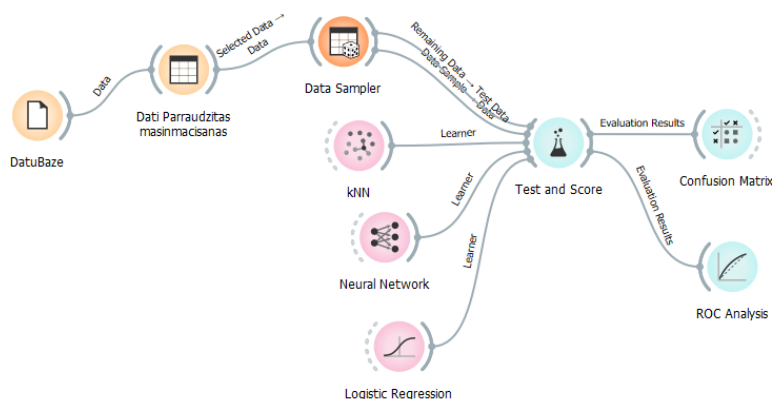 Data
Selected Data →
Data
Remaining Data → Test Data
Data Sample → Data
Data Sampler
Dati Parraudzitas
masinmacisanas
DatuBaze
Learner
kNN
Evaluation Results
Test and Score
Confusion Matrix
Learner
Evaluation Results
Neural Network
Learner
ROC Analysis
Logistic Regression